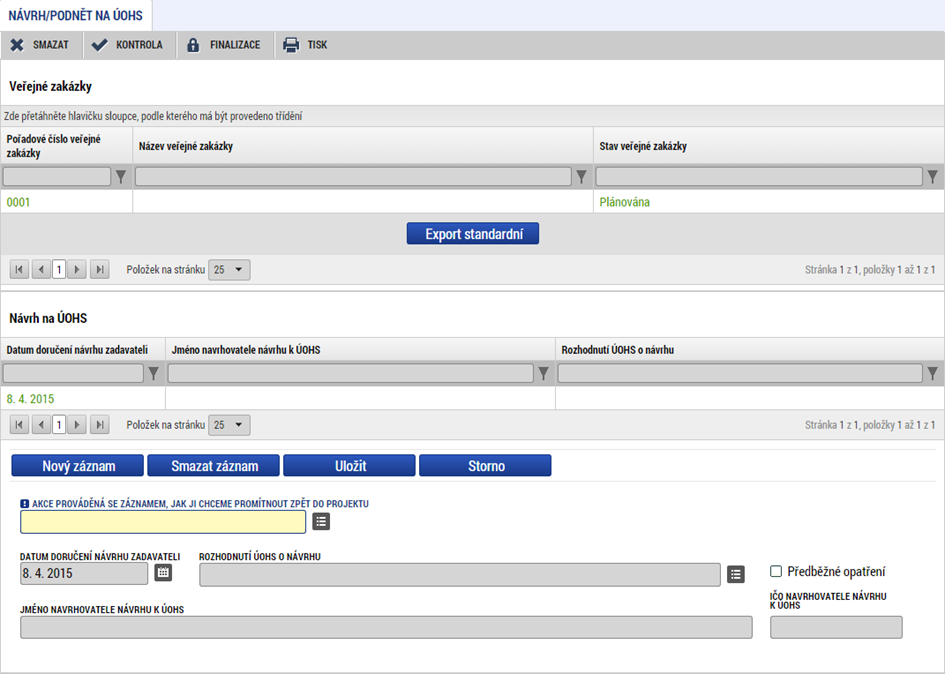 NÁVRH/PODNĚT NA ÚOHS
SMAZAT KONTROLA FINALIZACE TISK
Veřejné zakázky
Zde přetáhněte hlavičku sloupce, podle kterého má být provedeno třídění
Pořadové číslo veřejné
zakázky
Název veřejné zakázky
Stav veřejné zakázky
0001
Plánována
Export standardní
1 Položek na stránku 25 Stránka 1 z 1, položky 1 až 1 z 1
Návrh na ÚOHS
Datum doručení návrhu zadavateli Jméno navrhovatele návrhu k ÚOHS Rozhodnutí ÚOHS o návrhu
8. 4. 2015
1 Položek na stránku 25 Stránka 1 z 1, položky 1 až 1 z 1
Nový záznam Smazat záznam Uložit Storno
AKCE PROVÁDĚNÁ SE ZÁZNAMEM, JAK JI CHCEME PROMÍTNOUT ZPĚT DO PROJEKTU
DATUM DORUČENÍ NÁVRHU ZADAVATELI ROZHODNUTÍ ÚOHS O NÁVRHU
8. 4. 2015
Předběžné opatření
JMÉNO NAVRHOVATELE NÁVRHU K ÚOHS
IČO NAVRHOVATELE NÁVRHU
K ÚOHS